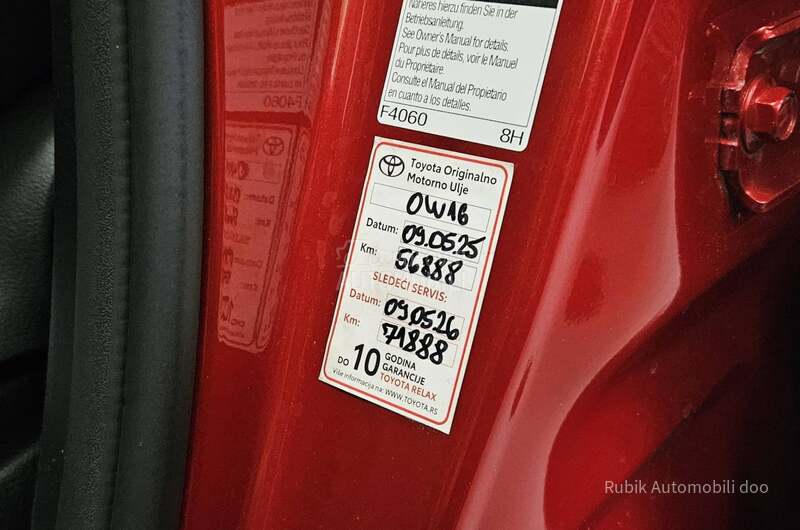 Näheres hierzu finden Sie in der
Betriebsanleitung.
See Owner's Manual for details.
Pour plus de détails, voir le Manuel
du Propriétaire.
Consulte el Manual del Propietario
en cuanto a los detalles.
F4060 8H
Toyota Originalno
Motorno Ulje
0W16
Datum: 09.05.25
Km: 56888
SLEDEĆI SERVIS:
Datum: 09.05.26
Km: 71888
DO 10 GODINA
GARANCIJE
TOYOTA RELAX
Više informacija na: WWW.TOYOTA.RS
Rubik Automobili doo